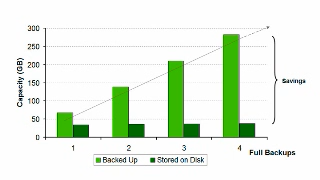 300
250
200
150
100
50
0
Capacity (GB)
Savings
1 2 3 4
Full Backups
Backed Up Stored on Disk